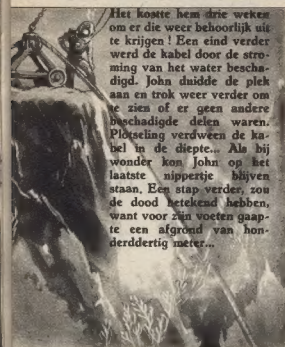 Het kostte hem drie weken
om er die weer behoorlijk uit
te krijgen ! Een eind verder
werd de kabel door de stro-
ming van het water bescha-
digd. John duidde de plek
aan en trok weer verder om
te zien of er geen andere
beschadigde delen waren.
Plotseling verdween de ka-
bel in de diepte... Als bij
wonder kon John op het
laatste nippertje blijven
staan. Een stap verder, zou
de dood betekend hebben,
want voor zijn voeten gaap-
te een afgrond van hon-
derddertig meter...